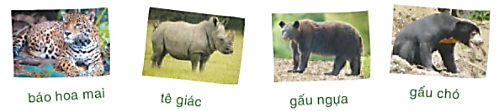 báo hoa mai
tê giác
gấu ngựa
gấu chó